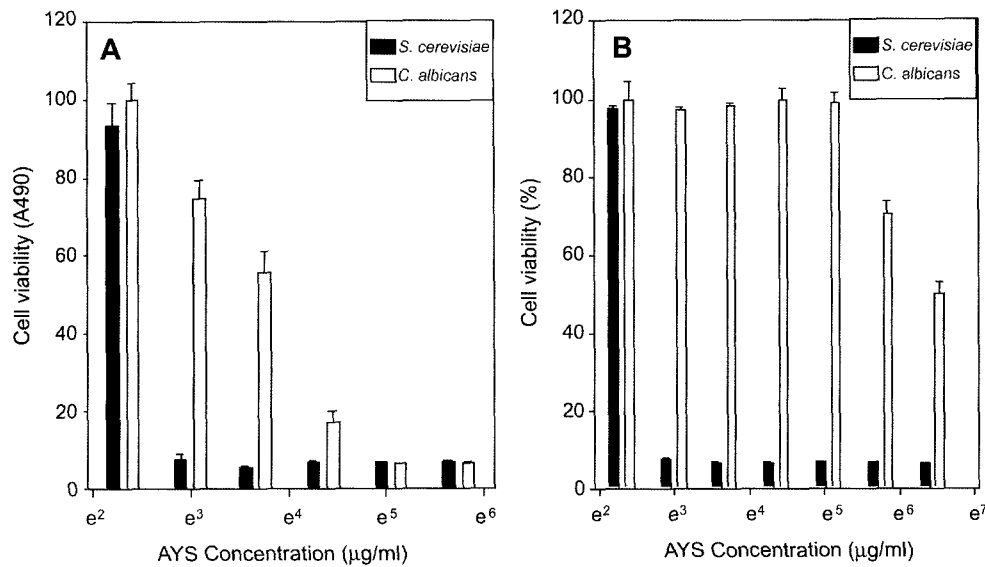 A
S. cerevisiae
C. albicans
Cell viability (A490)
120
100
80
60
40
20
0
e2
e3
e4
e5
e6
AYS Concentration (μg/ml)
B
S. cerevisiae
C. albicans
Cell viability (%)
120
100
80
60
40
20
0
e2
e3
e4
e5
e6
e7
AYS Concentration (μg/ml)